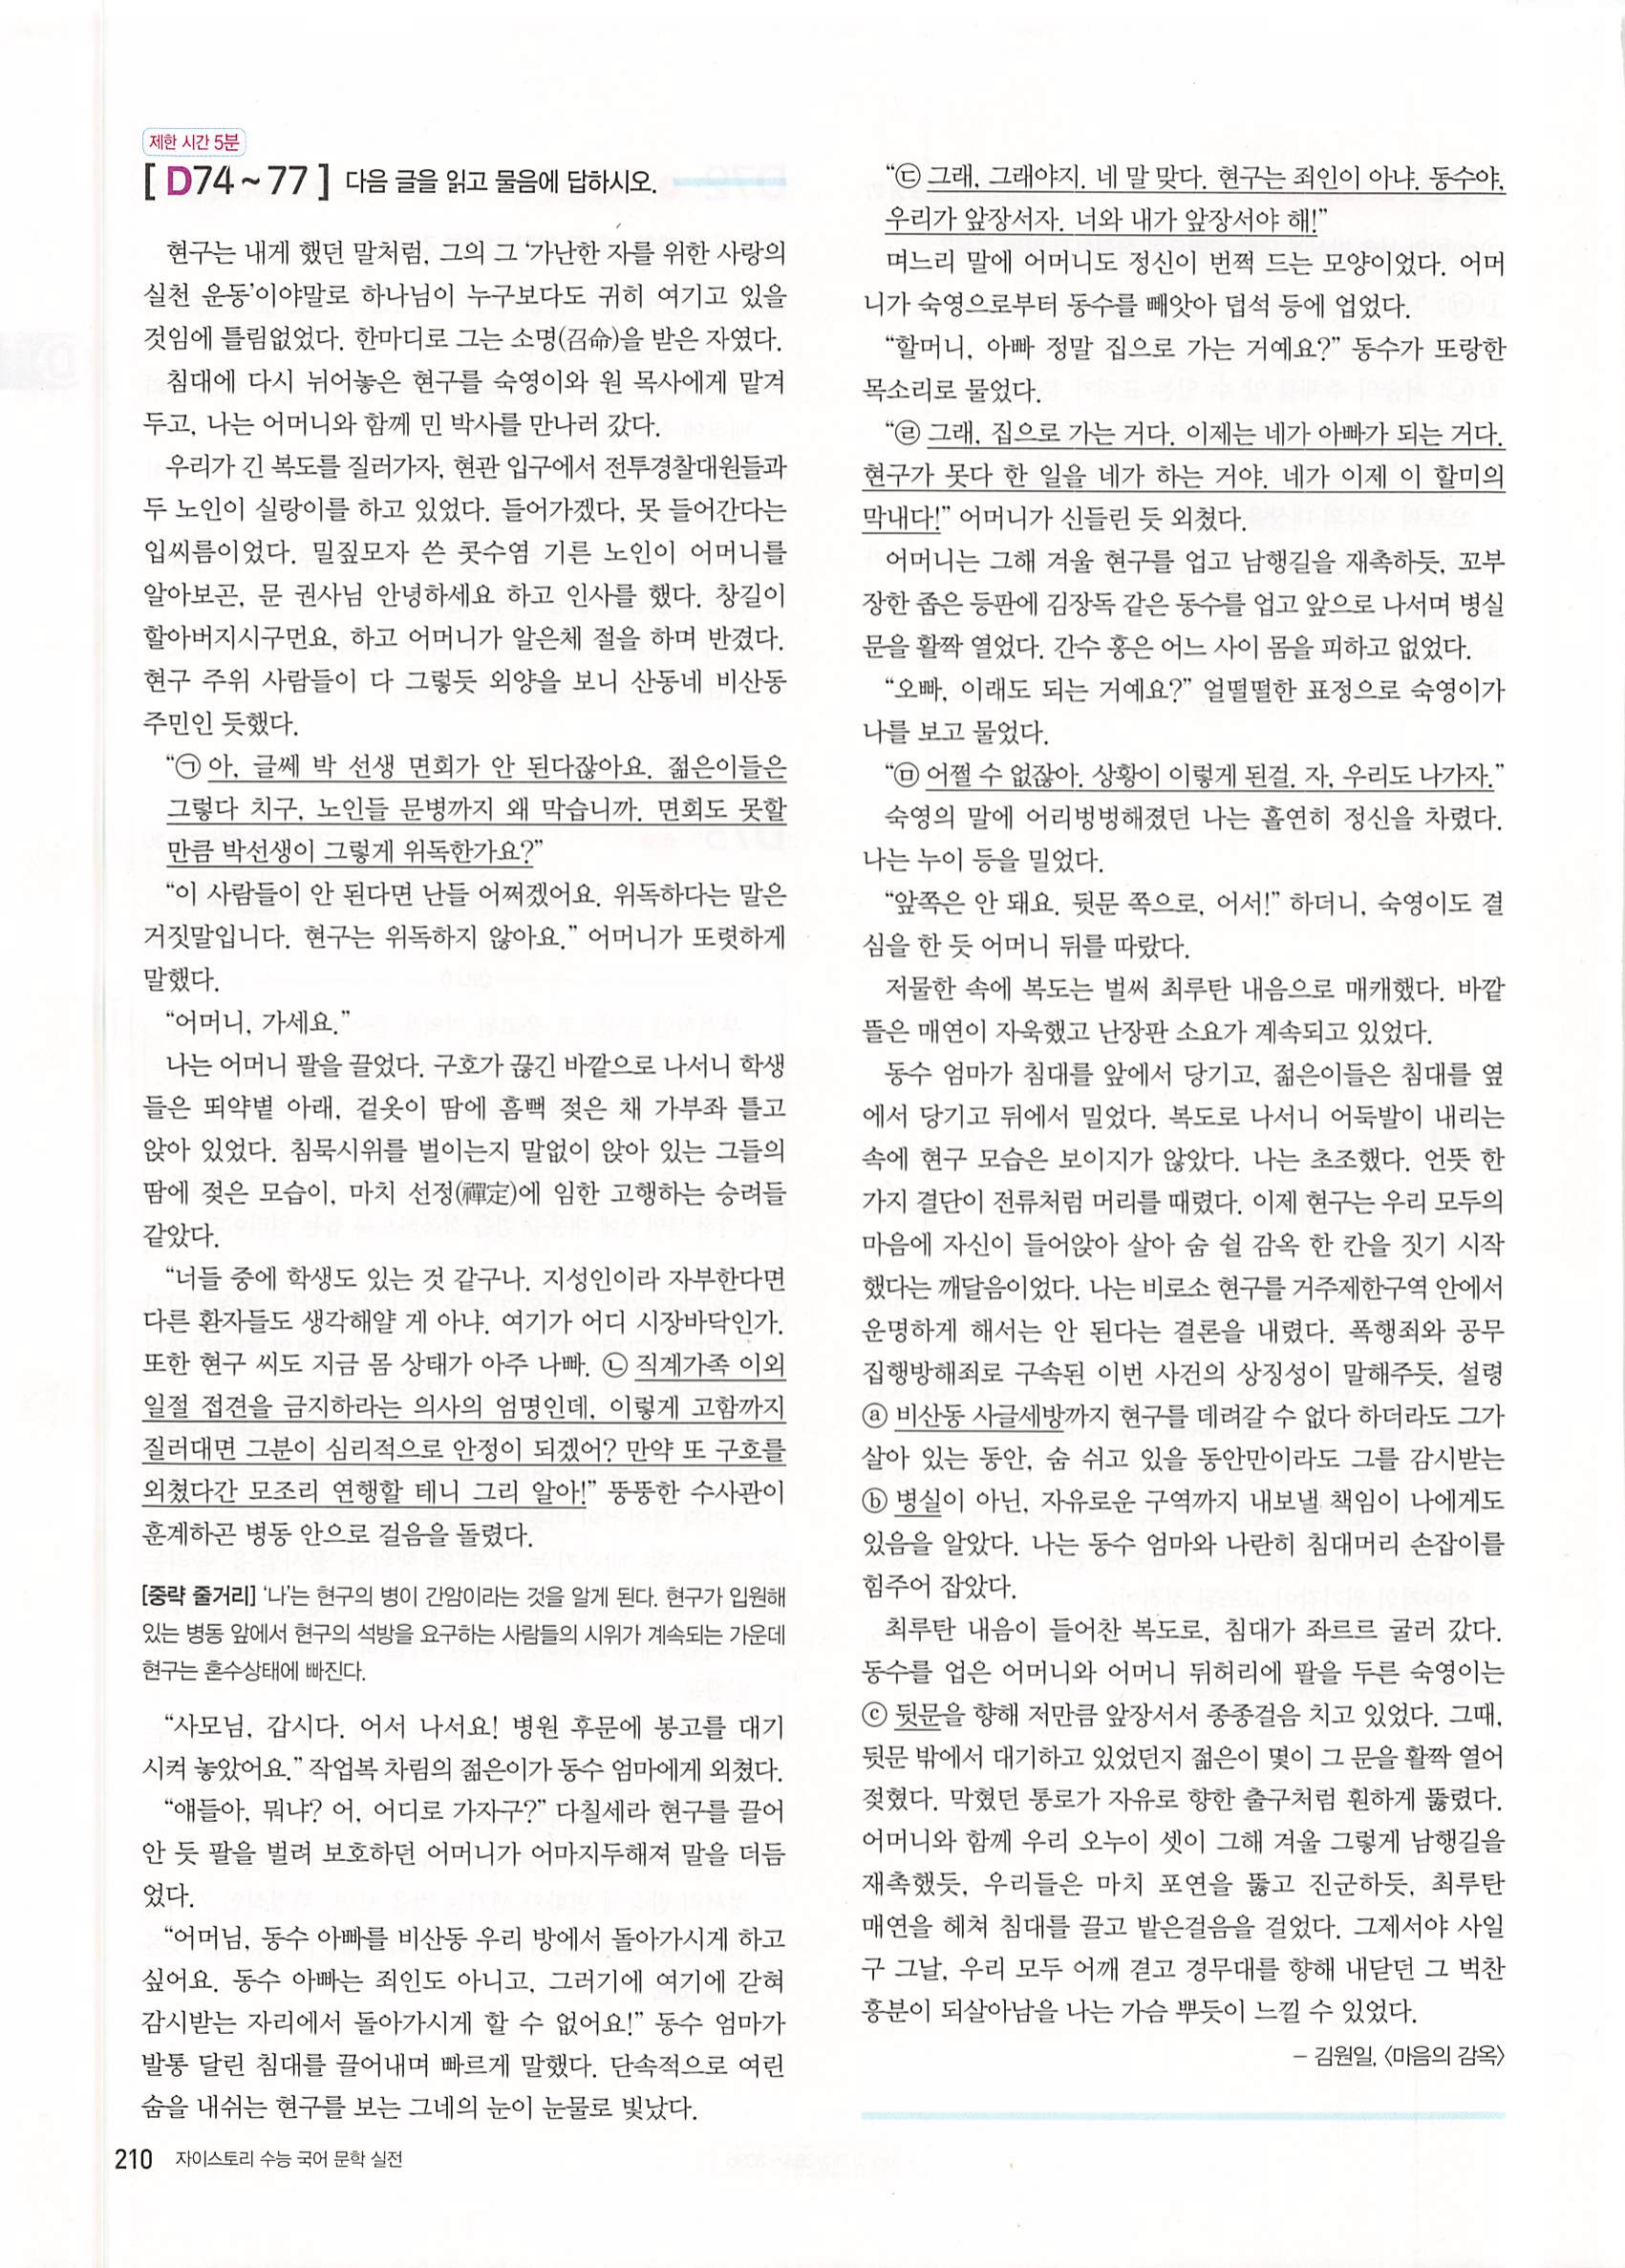 제한 시간 5분
[ D74 ~ 77 ] 다음 글을 읽고 물음에 답하시오.
현구는 내게 했던 말처럼, 그의 그 ‘가난한 자를 위한 사랑의
실천 운동’이야말로 하나님이 누구보다도 귀히 여기고 있을
것임에 틀림없었다. 한마디로 그는 소명(召命)을 받은 자였다.
침대에 다시 뉘어놓은 현구를 숙영이와 원 목사에게 맡겨
두고, 나는 어머니와 함께 민 박사를 만나러 갔다.
우리가 긴 복도를 질러가자, 현관 입구에서 전투경찰대원들과
두 노인이 실랑이를 하고 있었다. 들어가겠다, 못 들어간다는
입씨름이었다. 밀짚모자 쓴 콧수염 기른 노인이 어머니를
알아보곤, 문 권사님 안녕하세요 하고 인사를 했다. 창길이
할아버지시구먼요, 하고 어머니가 알은체 절을 하며 반겼다.
현구 주위 사람들이 다 그렇듯 외양을 보니 산동네 비산동
주민인 듯했다.
“㉠ 아, 글쎄 박 선생 면회가 안 된다잖아요. 젊은이들은
그렇다 치구, 노인들 문병까지 왜 막습니까. 면회도 못할
만큼 박선생이 그렇게 위독한가요?”
“이 사람들이 안 된다면 난들 어쩌겠어요. 위독하다는 말은
거짓말입니다. 현구는 위독하지 않아요.” 어머니가 또렷하게
말했다.
“어머니, 가세요.”
나는 어머니 팔을 끌었다. 구호가 끊긴 바깥으로 나서니 학생
들은 뙤약볕 아래, 겉옷이 땀에 흠뻑 젖은 채 가부좌 틀고
앉아 있었다. 침묵시위를 벌이는지 말없이 앉아 있는 그들의
땀에 젖은 모습이, 마치 선정(禪定)에 임한 고행하는 승려들
같았다.
“너들 중에 학생도 있는 것 같구나. 지성인이라 자부한다면
다른 환자들도 생각해얄 게 아냐. 여기가 어디 시장바닥인가.
또한 현구 씨도 지금 몸 상태가 아주 나빠. ㉡ 직계가족 이외
일절 접견을 금지하라는 의사의 엄명인데, 이렇게 고함까지
질러대면 그분이 심리적으로 안정이 되겠어? 만약 또 구호를
외쳤다간 모조리 연행할 테니 그리 알아!” 뚱뚱한 수사관이
훈계하곤 병동 안으로 걸음을 돌렸다.
[중략 줄거리] ‘나’는 현구의 병이 간암이라는 것을 알게 된다. 현구가 입원해
있는 병동 앞에서 현구의 석방을 요구하는 사람들의 시위가 계속되는 가운데
현구는 혼수상태에 빠진다.
“사모님, 갑시다. 어서 나서요! 병원 후문에 봉고를 대기
시켜 놓았어요.” 작업복 차림의 젊은이가 동수 엄마에게 외쳤다.
“얘들아, 뭐냐? 어, 어디로 가자구?” 다칠세라 현구를 끌어
안 듯 팔을 벌려 보호하던 어머니가 어마지두해져 말을 더듬
었다.
“어머님, 동수 아빠를 비산동 우리 방에서 돌아가시게 하고
싶어요. 동수 아빠는 죄인도 아니고, 그러기에 여기에 갇혀
감시받는 자리에서 돌아가시게 할 수 없어요!” 동수 엄마가
발통 달린 침대를 끌어내며 빠르게 말했다. 단속적으로 여린
숨을 내쉬는 현구를 보는 그네의 눈이 눈물로 빛났다.
210 자이스토리 수능 국어 문학 실전
“㉢ 그래, 그래야지. 네 말 맞다. 현구는 죄인이 아냐. 동수야,
우리가 앞장서자. 너와 내가 앞장서야 해!”
며느리 말에 어머니도 정신이 번쩍 드는 모양이었다. 어머
니가 숙영으로부터 동수를 빼앗아 덥석 등에 업었다.
“할머니, 아빠 정말 집으로 가는 거예요?” 동수가 또랑한
목소리로 물었다.
“㉣ 그래, 집으로 가는 거다. 이제는 네가 아빠가 되는 거다.
현구가 못다 한 일을 네가 하는 거야. 네가 이제 이 할미의
막내다!” 어머니가 신들린 듯 외쳤다.
어머니는 그해 겨울 현구를 업고 남행길을 재촉하듯, 꼬부
장한 좁은 등판에 김장독 같은 동수를 업고 앞으로 나서며 병실
문을 활짝 열었다. 간수 홍은 어느 사이 몸을 피하고 없었다.
“오빠, 이래도 되는 거예요?” 얼떨떨한 표정으로 숙영이가
나를 보고 물었다.
“㉤ 어쩔 수 없잖아. 상황이 이렇게 된걸. 자, 우리도 나가자.”
숙영의 말에 어리벙벙해졌던 나는 홀연히 정신을 차렸다.
나는 누이 등을 밀었다.
“앞쪽은 안 돼요. 뒷문 쪽으로, 어서!” 하더니, 숙영이도 결
심을 한 듯 어머니 뒤를 따랐다.
저물한 속에 복도는 벌써 최루탄 내음으로 매캐했다. 바깥
뜰은 매연이 자욱했고 난장판 소요가 계속되고 있었다.
동수 엄마가 침대를 앞에서 당기고, 젊은이들은 침대를 옆
에서 당기고 뒤에서 밀었다. 복도로 나서니 어둑발이 내리는
속에 현구 모습은 보이지가 않았다. 나는 초조했다. 언뜻 한
가지 결단이 전류처럼 머리를 때렸다. 이제 현구는 우리 모두의
마음에 자신이 들어앉아 살아 숨 쉴 감옥 한 칸을 짓기 시작
했다는 깨달음이었다. 나는 비로소 현구를 거주제한구역 안에서
운명하게 해서는 안 된다는 결론을 내렸다. 폭행죄와 공무
집행방해죄로 구속된 이번 사건의 상징성이 말해주듯, 설령
ⓐ 비산동 사글세방까지 현구를 데려갈 수 없다 하더라도 그가
살아 있는 동안, 숨 쉬고 있을 동안만이라도 그를 감시받는
ⓑ 병실이 아닌, 자유로운 구역까지 내보낼 책임이 나에게도
있음을 알았다. 나는 동수 엄마와 나란히 침대머리 손잡이를
힘주어 잡았다.
최루탄 내음이 들어찬 복도로, 침대가 좌르르 굴러 갔다.
동수를 업은 어머니와 어머니 뒤허리에 팔을 두른 숙영이는
ⓒ 뒷문을 향해 저만큼 앞장서서 종종걸음 치고 있었다. 그때,
뒷문 밖에서 대기하고 있었던지 젊은이 몇이 그 문을 활짝 열어
젖혔다. 막혔던 통로가 자유로 향한 출구처럼 훤하게 뚫렸다.
어머니와 함께 우리 오누이 셋이 그해 겨울 그렇게 남행길을
재촉했듯, 우리들은 마치 포연을 뚫고 진군하듯, 최루탄
매연을 헤쳐 침대를 끌고 밭은걸음을 걸었다. 그제서야 사일
구 그날, 우리 모두 어깨 겯고 경무대를 향해 내닫던 그 벅찬
흥분이 되살아남을 나는 가슴 뿌듯이 느낄 수 있었다.
– 김원일, 〈마음의 감옥〉